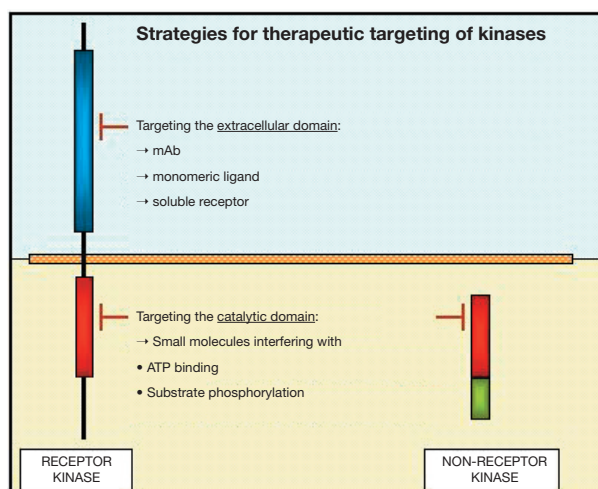 Strategies for therapeutic targeting of kinases
Targeting the extracellular domain:
→ mAb
→ monomeric ligand
→ soluble receptor
Targeting the catalytic domain:
→ Small molecules interfering with
• ATP binding
• Substrate phosphorylation
RECEPTOR
KINASE
NON-RECEPTOR
KINASE